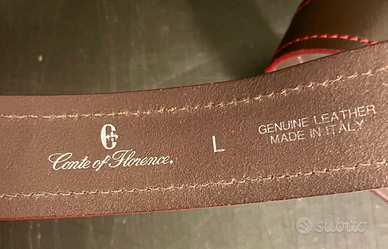 Conte of Florence.
L
GENUINE LEATHER
MADE IN ITALY
subito